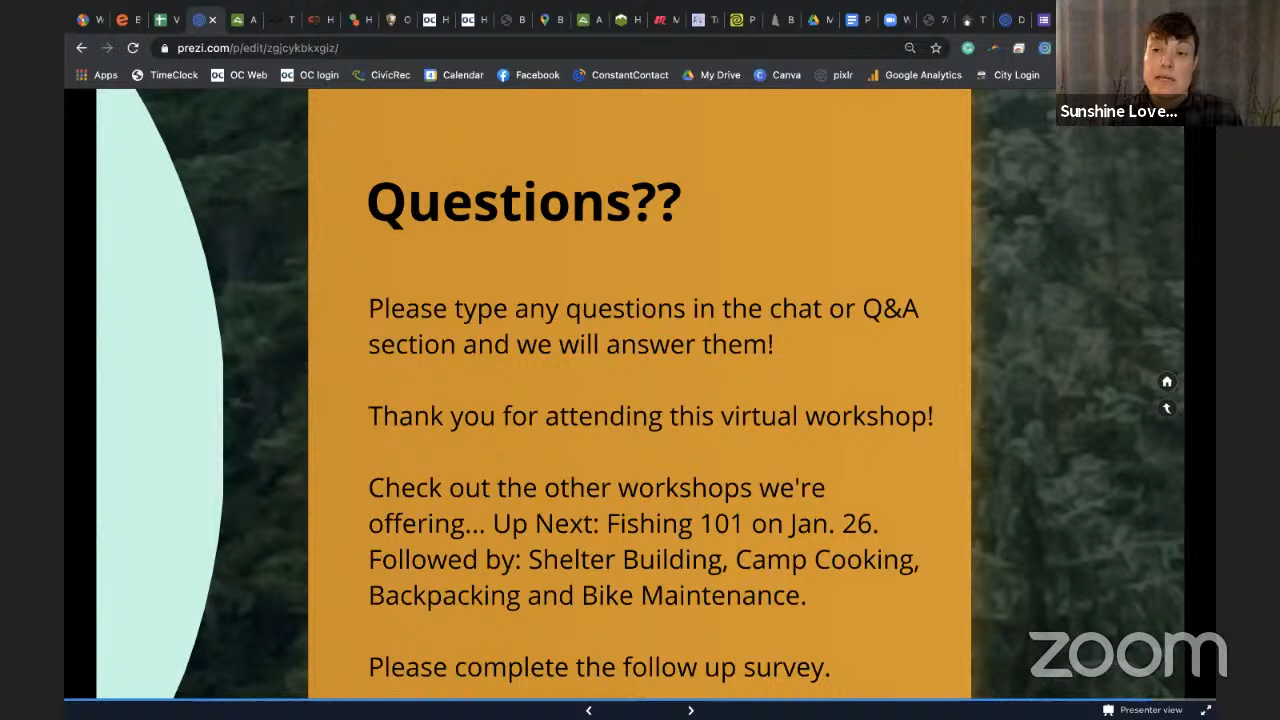 prezi.com/p/edit/zgjcykbkxgiz/
Apps TimeClock OC Web OC login CivicRec Calendar Facebook ConstantContact My Drive Canva pixlr Google Analytics City Login
Sunshine Love...
Questions??
Please type any questions in the chat or Q&A
section and we will answer them!
Thank you for attending this virtual workshop!
Check out the other workshops we're
offering... Up Next: Fishing 101 on Jan. 26.
Followed by: Shelter Building, Camp Cooking,
Backpacking and Bike Maintenance.
Please complete the follow up survey.
zoom
Presenter view